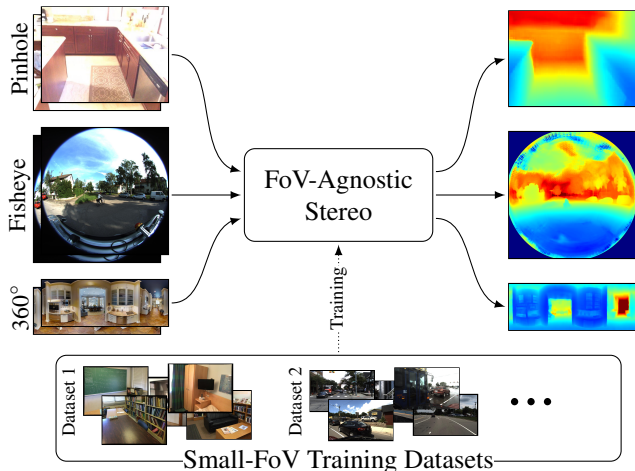 Pinhole
Fisheye
360°
FoV-Agnostic
Stereo
Training
Dataset 1
Dataset 2
Small-FoV Training Datasets